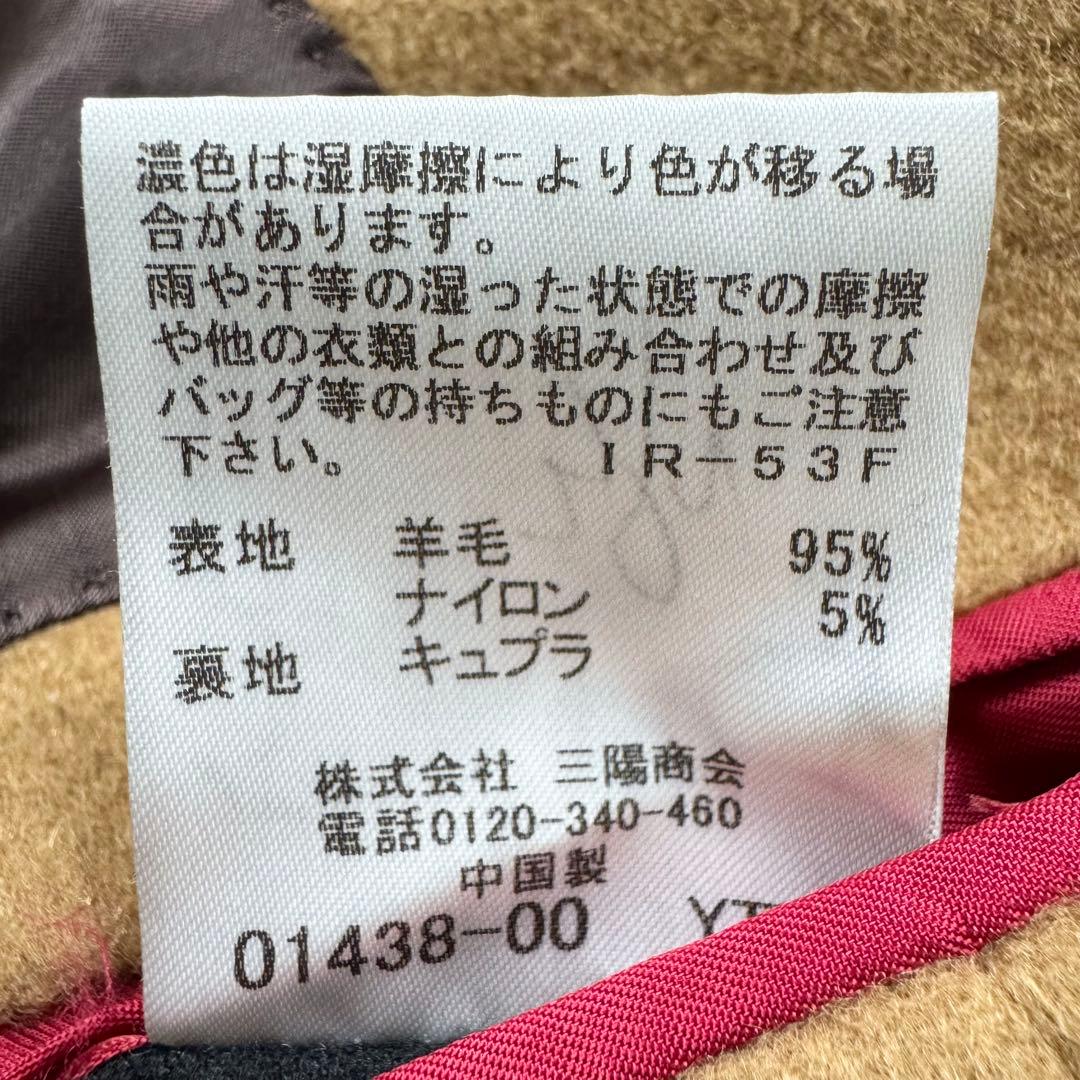 濃色は湿摩擦により色が移る場
合があります。
雨や汗等の湿った状態での摩擦
や他の衣類との組み合わせ及び
バッグ等の持ちものにもご注意
下さい。 IR-53F
表地 羊毛 95%
ナイロン 5%
裏地 キュプラ
株式会社 三陽商会
電話0120-340-460
中国製
01438-00